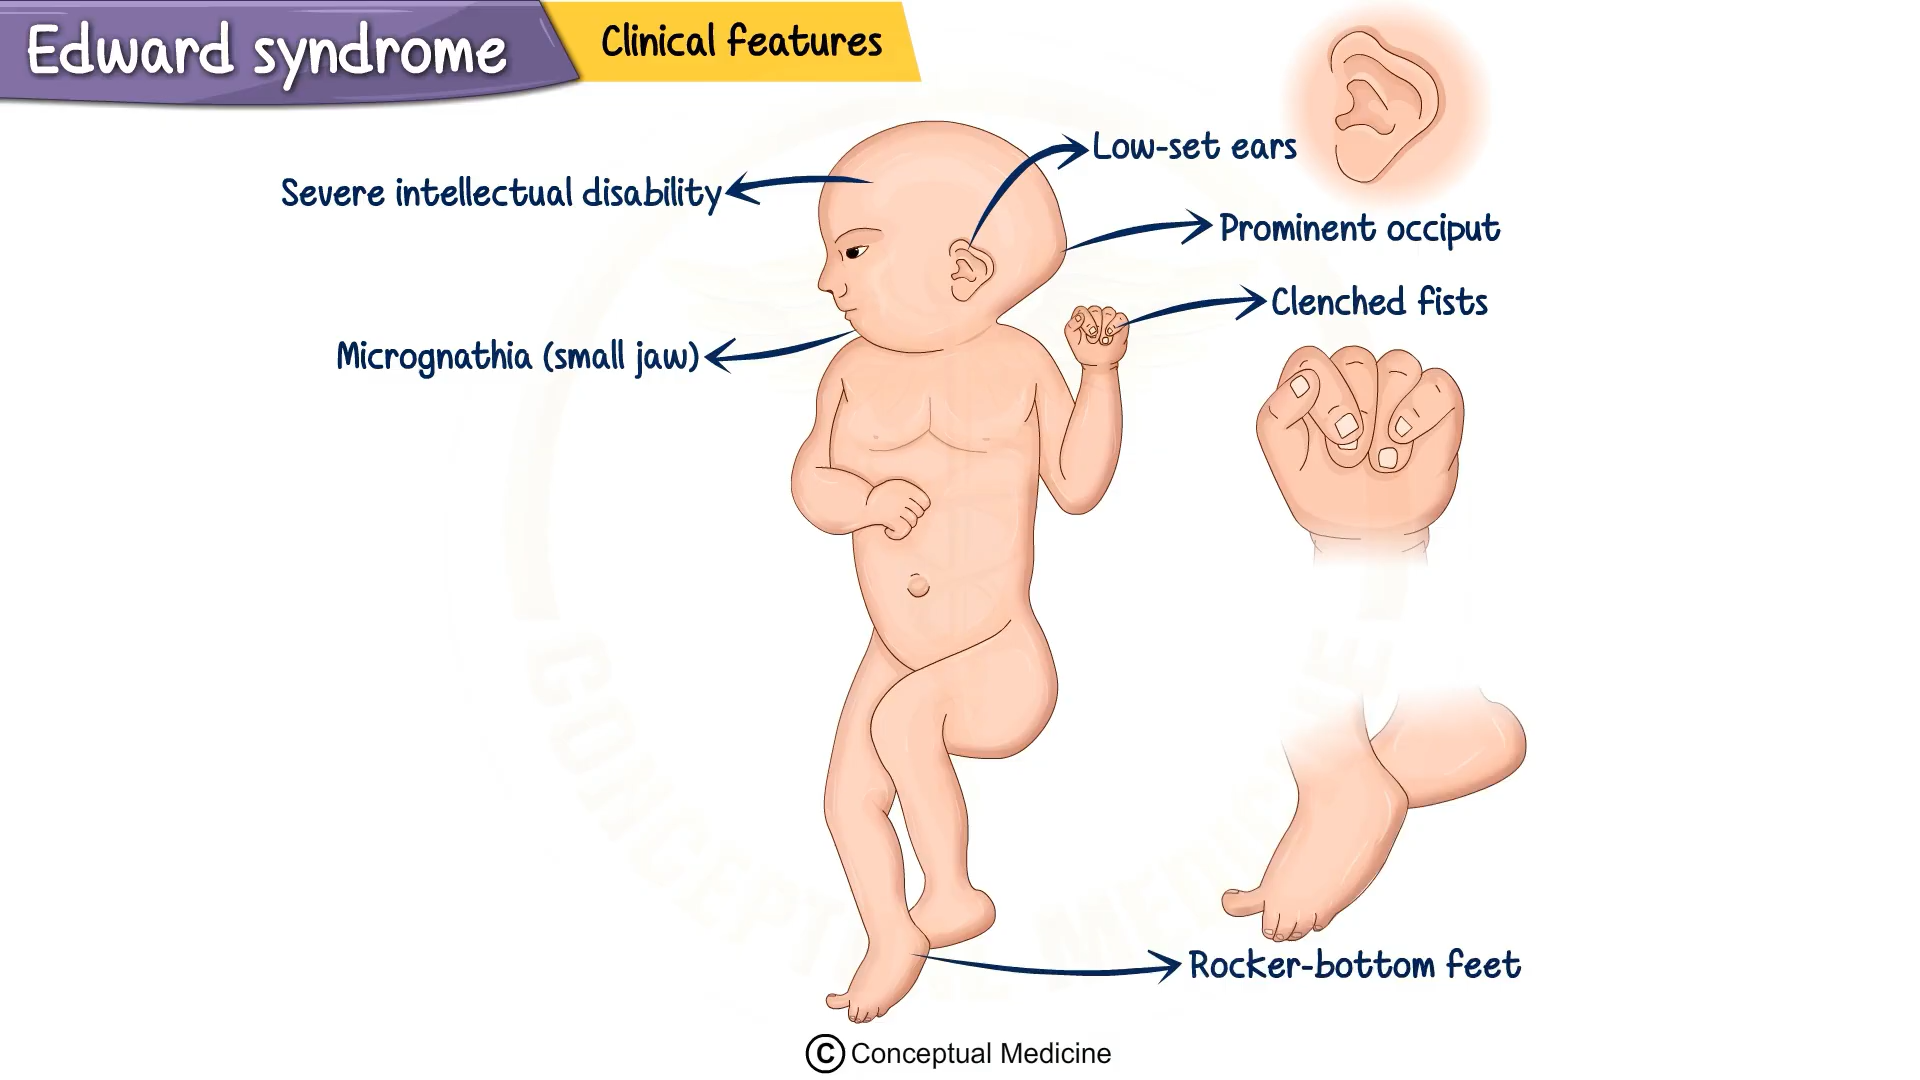 Edward syndrome
Clinical features
Low-set ears
Severe intellectual disability
Prominent occiput
Clenched fists
Micrognathia (small jaw)
Rocker-bottom feet
© Conceptual Medicine